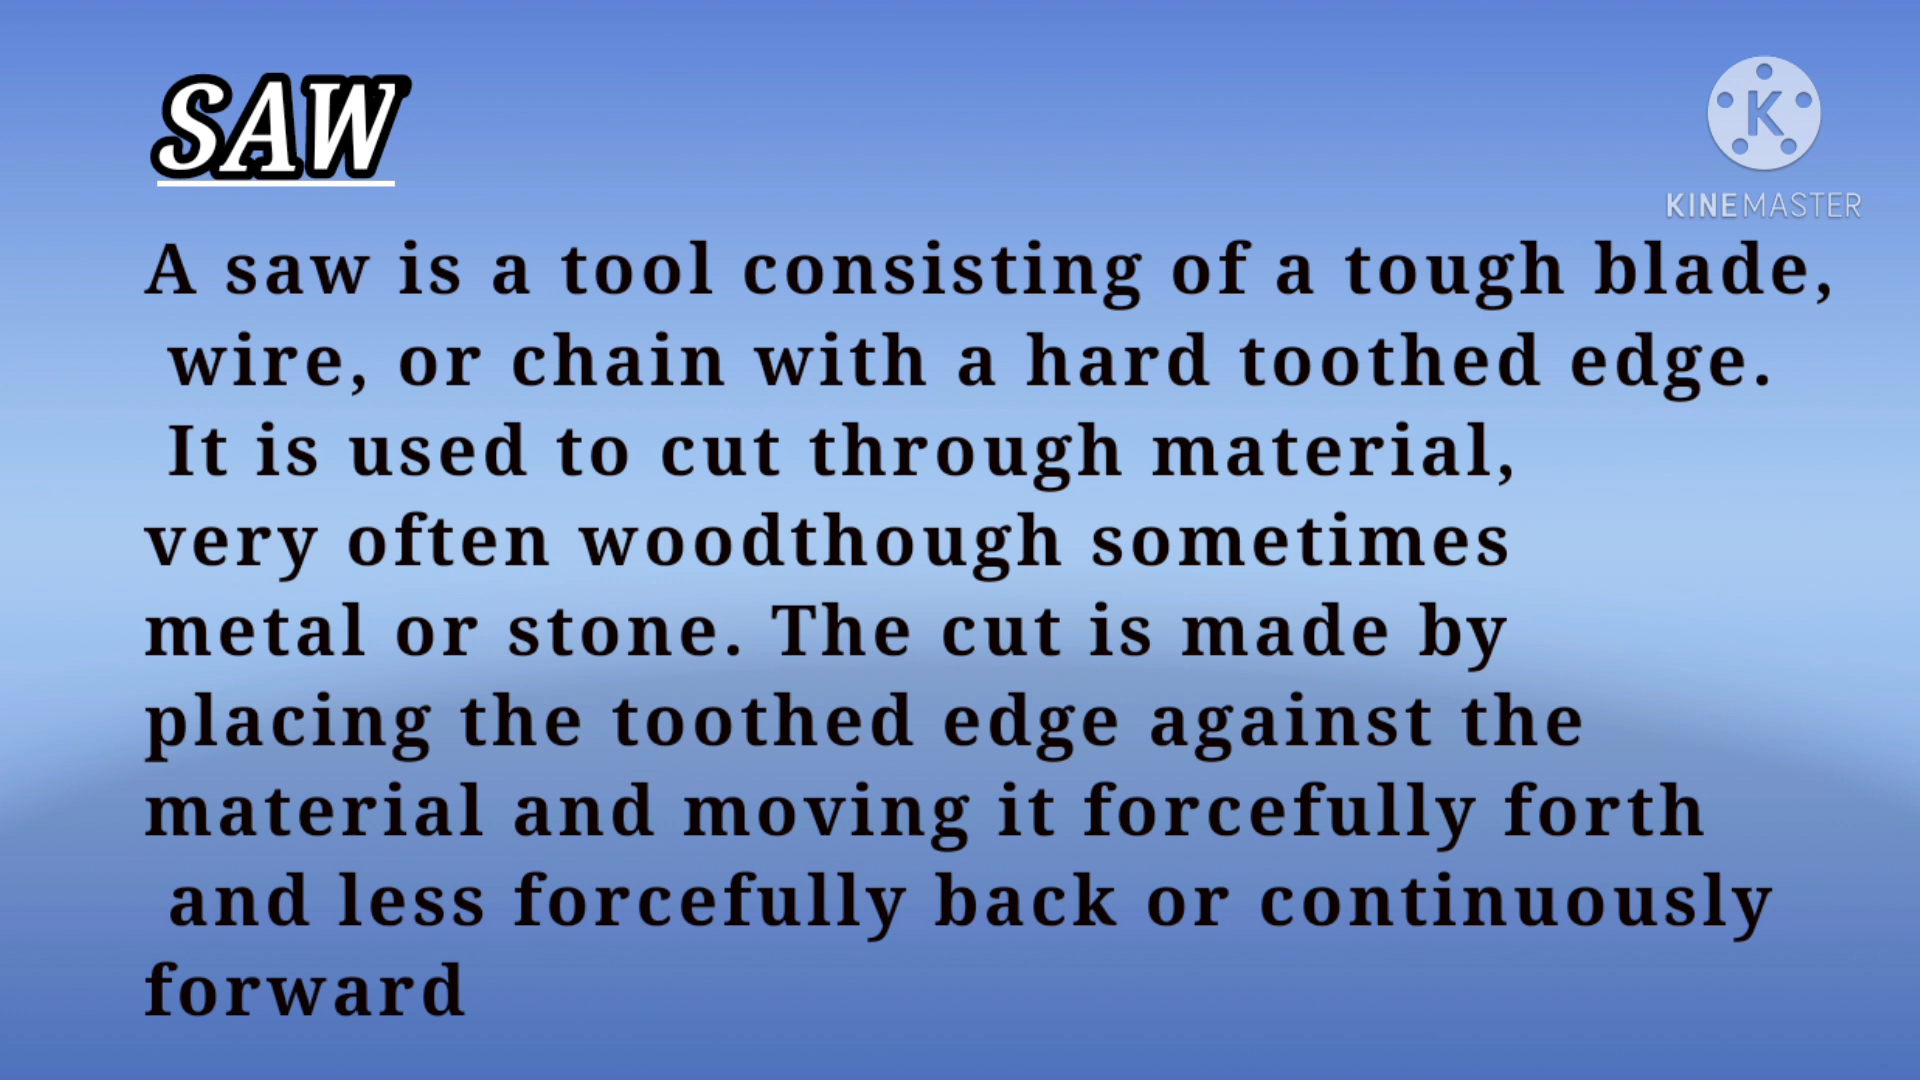 SAW
KINEMASTER
A saw is a tool consisting of a tough blade,
wire, or chain with a hard toothed edge.
It is used to cut through material,
very often woodthough sometimes
metal or stone. The cut is made by
placing the toothed edge against the
material and moving it forcefully forth
and less forcefully back or continuously
forward